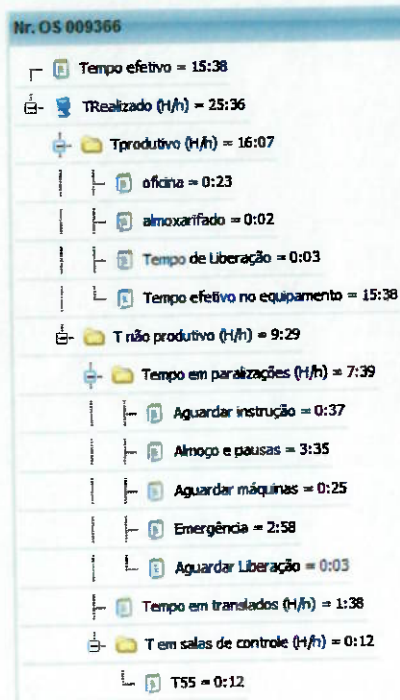 Nr. OS 009366
Tempo efetivo = 15:38
TRealizado (H/h) = 25:36
Tprodutivo (H/h) = 16:07
oficina = 0:23
almoxarifado = 0:02
Tempo de Liberação = 0:03
Tempo efetivo no equipamento = 15:38
T não produtivo (H/h) = 9:29
Tempo em paralizações (H/h) = 7:39
Aguardar instrução = 0:37
Almoço e pausas = 3:35
Aguardar máquinas = 0:25
Emergência = 2:58
Aguardar Liberação = 0:03
Tempo em translados (H/h) = 1:38
T em salas de controle (H/h) = 0:12
T55 = 0:12